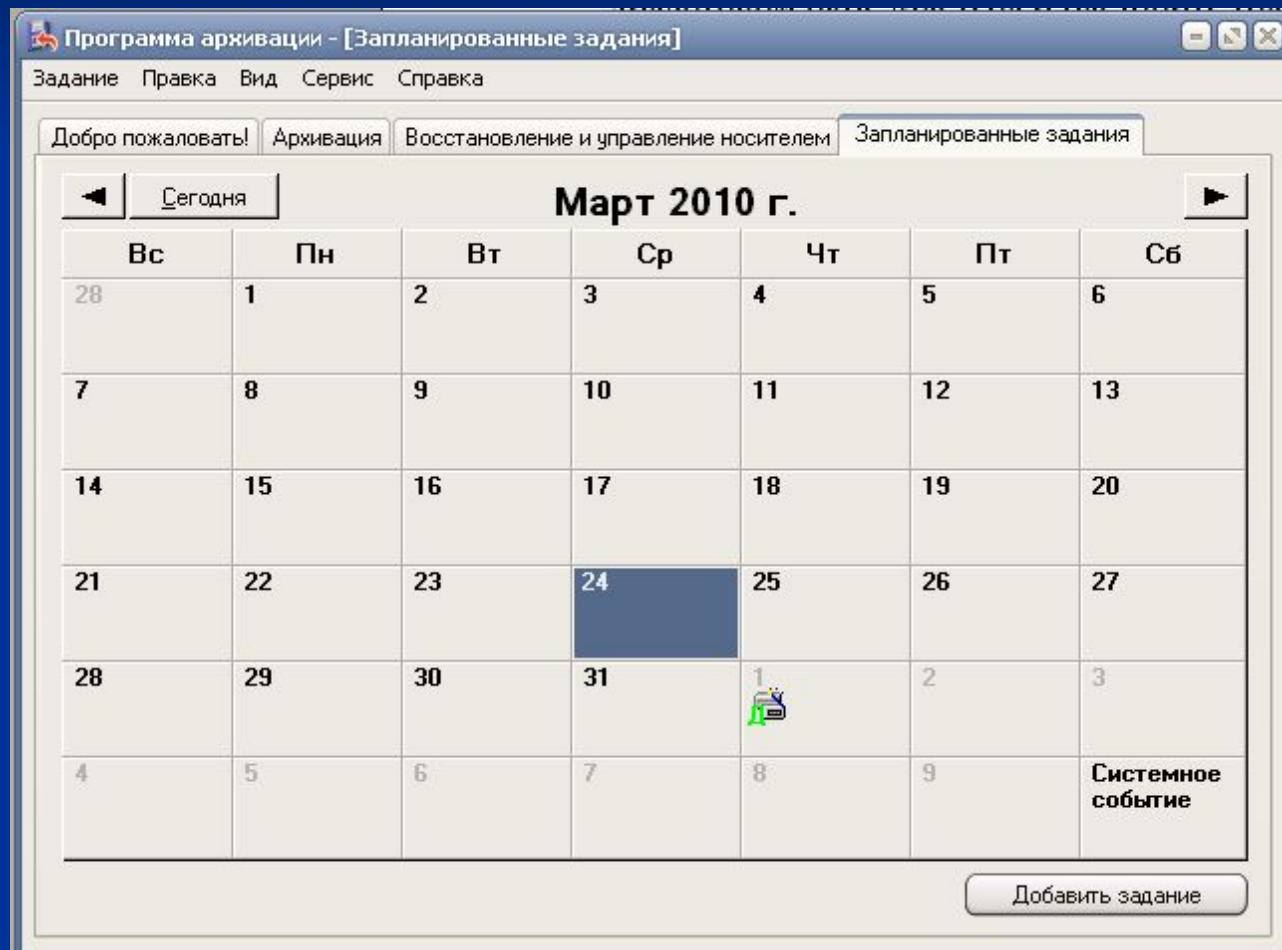 Программа архивации - [Запланированные задания]
Задание Правка Вид Сервис Справка
Добро пожаловать! Архивация Восстановление и управление носителем Запланированные задания
Сегодня Март 2010 г.
Вс Пн Вт Ср Чт Пт Сб
28 1 2 3 4 5 6
7 8 9 10 11 12 13
14 15 16 17 18 19 20
21 22 23 24 25 26 27
28 29 30 31 1 2 3
Д
4 5 6 7 8 9 Системное
событие
Добавить задание